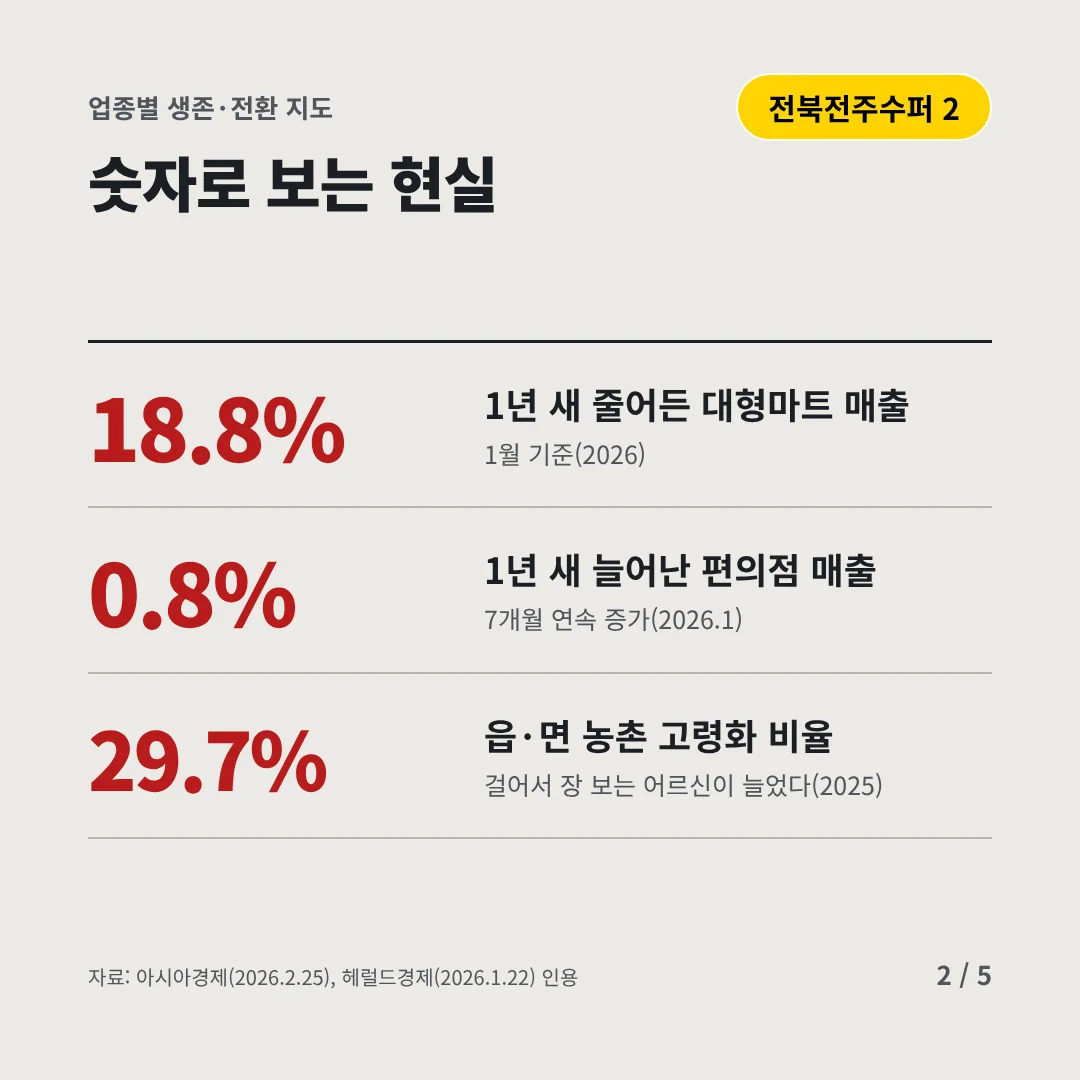 업종별 생존·전환 지도
전북전주수퍼 2
숫자로 보는 현실
18.8%
1년 새 줄어든 대형마트 매출
1월 기준(2026)
0.8%
1년 새 늘어난 편의점 매출
7개월 연속 증가(2026.1)
29.7%
읍·면 농촌 고령화 비율
걸어서 장 보는 어르신이 늘었다(2025)
자료: 아시아경제(2026.2.25), 헤럴드경제(2026.1.22) 인용
2 / 5